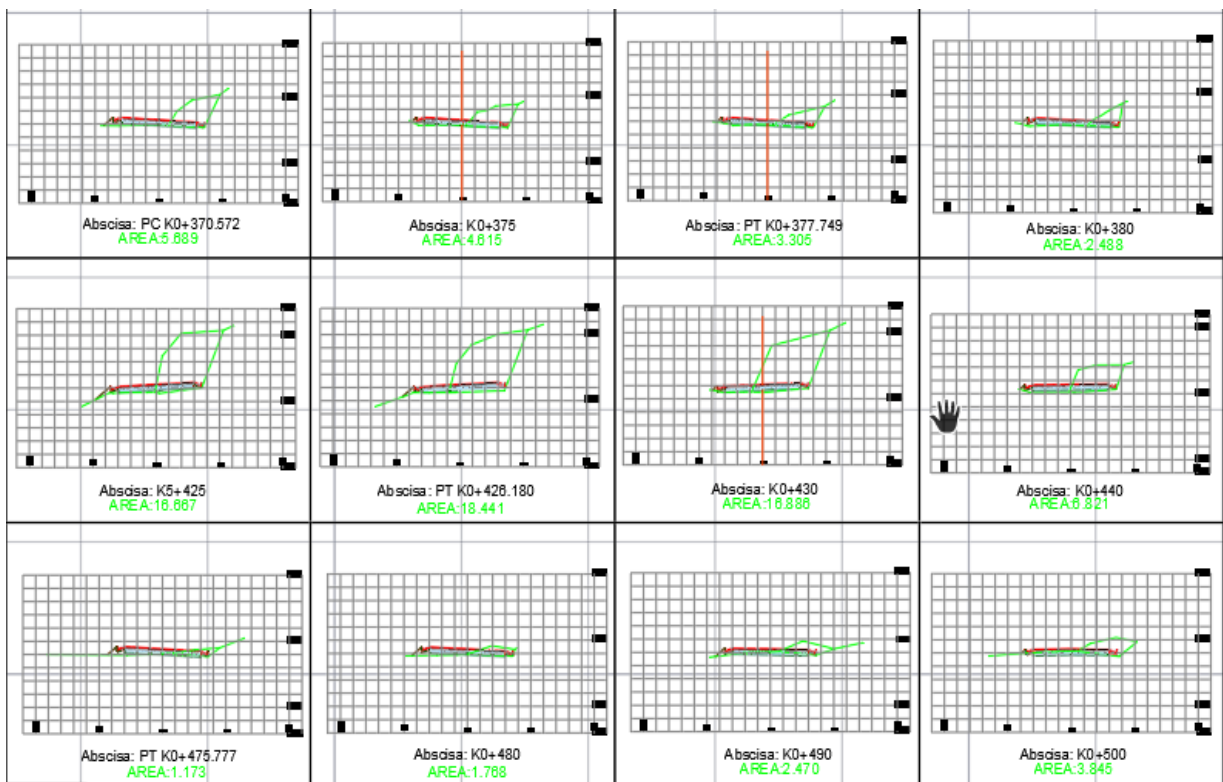 Abscisa: PC K0+370.572
AREA:5.689
Abscisa: K0+375
AREA:4.615
Abscisa: PT K0+377.749
AREA:3.305
Abscisa: K0+380
AREA:2.488
Abscisa: K5+425
AREA:16.667
Abscisa: PT K0+426.180
AREA:18.441
Abscisa: K0+430
AREA:16.886
Abscisa: K0+440
AREA:6.821
Abscisa: PT K0+475.777
AREA:1.173
Abscisa: K0+480
AREA:1.768
Abscisa: K0+490
AREA:2.470
Abscisa: K0+500
AREA:3.845